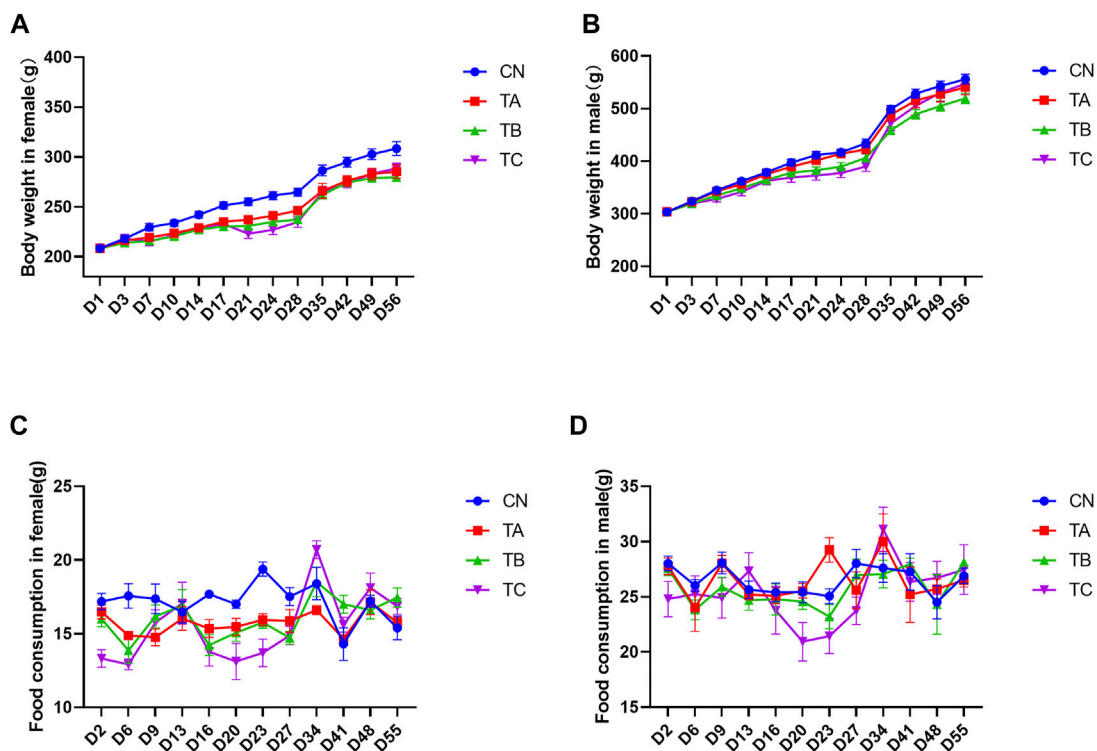 A
Body weight in female(g)
400
350
300
250
200
D1 D3 D7 D10 D14 D17 D21 D24 D28 D35 D42 D49 D56
CN
TA
TB
TC
B
Body weight in male(g)
600
500
400
300
200
D1 D3 D7 D10 D14 D17 D21 D24 D28 D35 D42 D49 D56
CN
TA
TB
TC
C
Food consumption in female(g)
25
20
15
10
D2 D6 D9 D13 D16 D20 D23 D27 D34 D41 D48 D55
CN
TA
TB
TC
D
Food consumption in male(g)
35
30
25
20
15
D2 D6 D9 D13 D16 D20 D23 D27 D34 D41 D48 D55
CN
TA
TB
TC